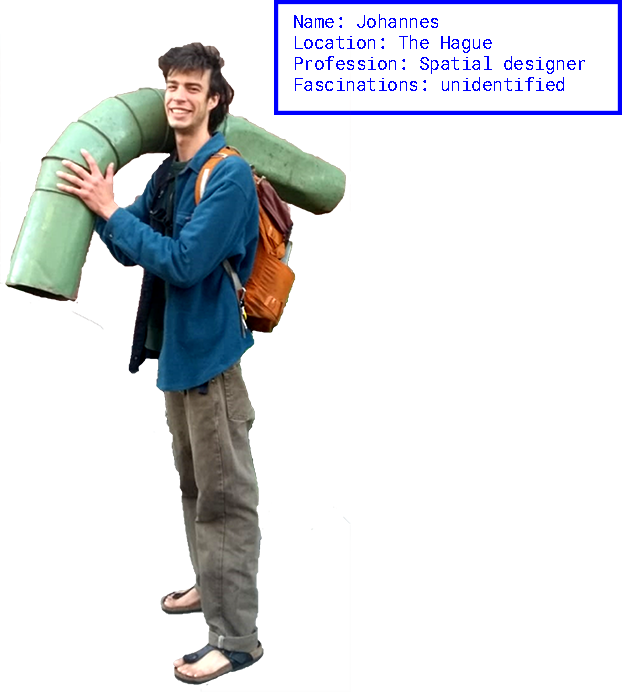 Name: Johannes
Location: The Hague
Profession: Spatial designer
Fascinations: unidentified